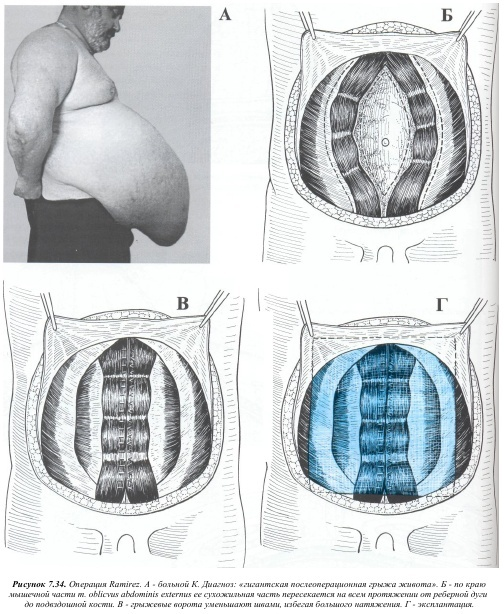 А
Б
В
Г
Рисунок 7.34. Операция Ramirez. А - больной К. Диагноз: «гигантская послеоперационная грыжа живота». Б - по краю
мышечной части m. oblicvus abdominis externus ее сухожильная часть пересекается на всем протяжении от реберной дуги
до подвздошной кости. В - грыжевые ворота уменьшают швами, избегая большого натяжения. Г - эксплантация.